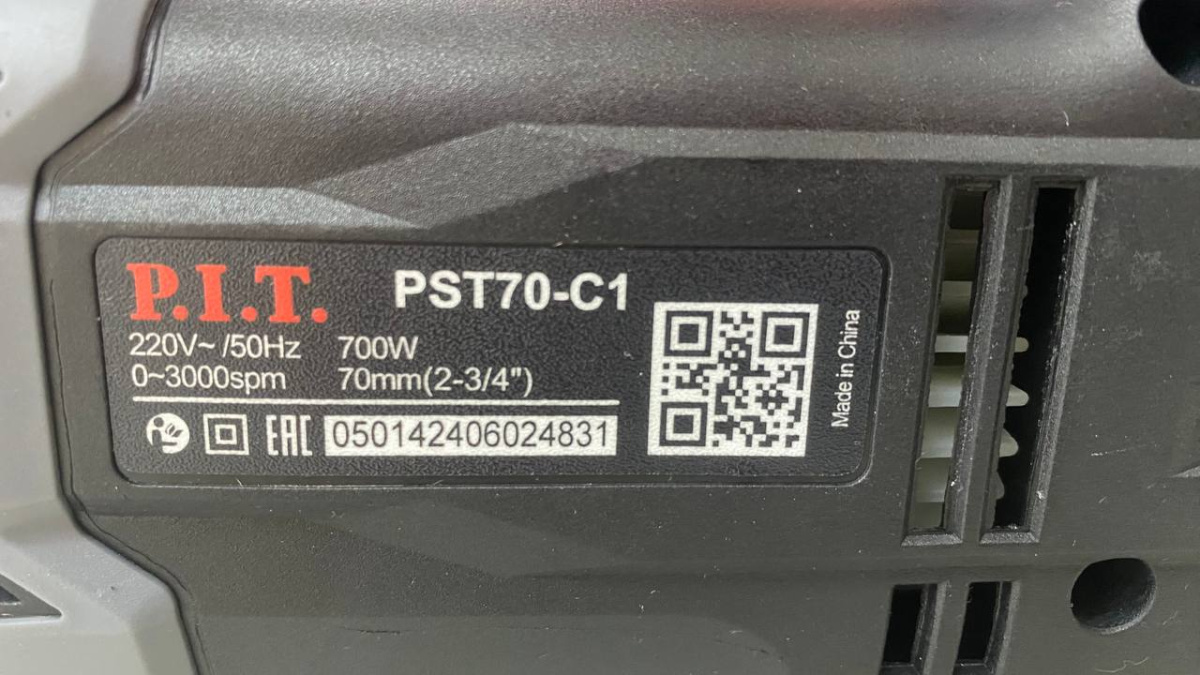 P.I.T. PST70-C1
220V~ /50Hz 700W
0~3000spm 70mm(2-3/4")
EAC 050142406024831
Made in China